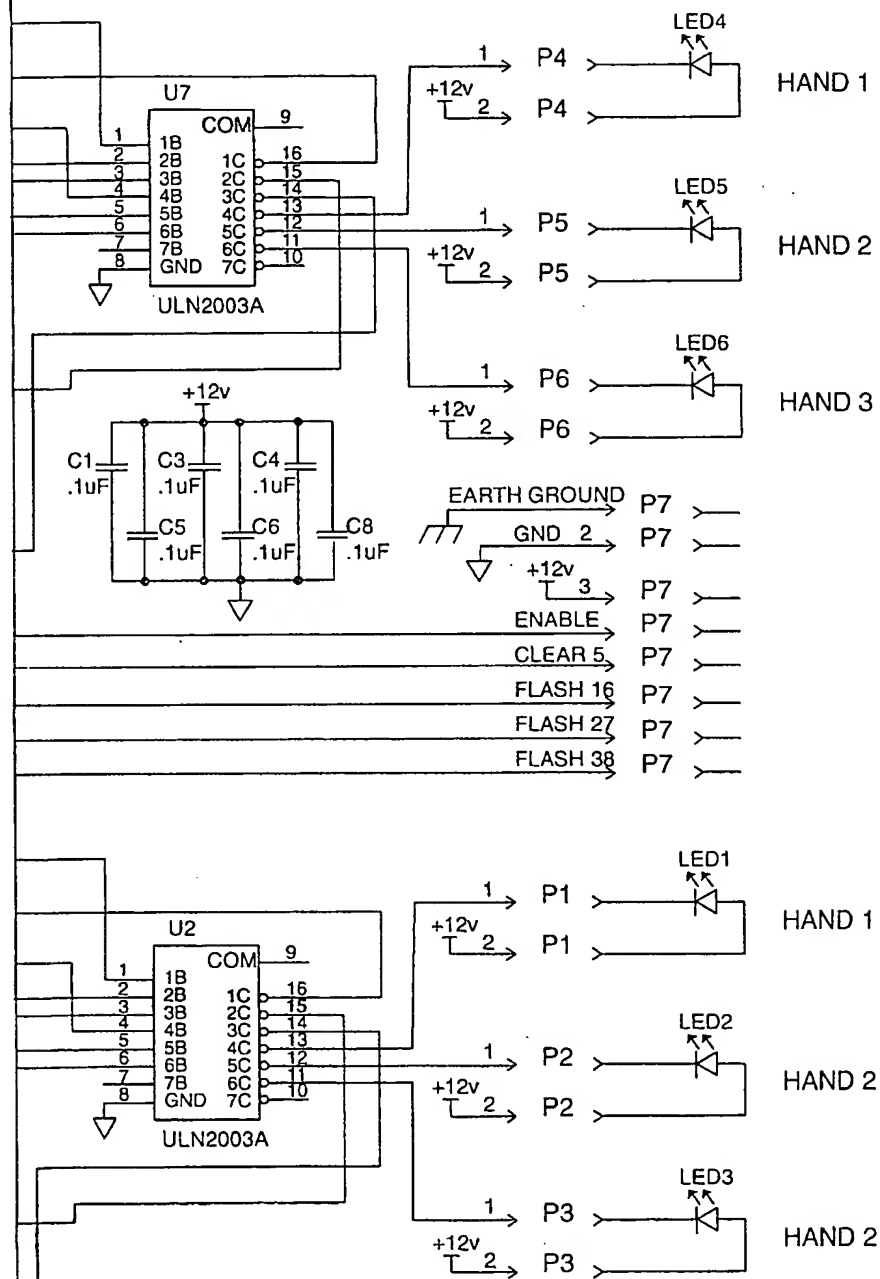 LED4
1 P4
HAND 1
+12v
2 P4
U7
COM 9
1 1B
2 2B 1C 16
3 3B 2C 15
4 4B 3C 14
5 5B 4C 13
6 6B 5C 12
7 7B 6C 11
8 GND 7C 10
ULN2003A
LED5
1 P5
HAND 2
+12v
2 P5
LED6
1 P6
HAND 3
+12v
2 P6
+12v
C1 .1uF
C3 .1uF
C4 .1uF
C5 .1uF
C6 .1uF
C8 .1uF
EARTH GROUND P7
GND 2 P7
+12v
3 P7
ENABLE P7
CLEAR 5 P7
FLASH 16 P7
FLASH 27 P7
FLASH 38 P7
LED1
1 P1
HAND 1
+12v
2 P1
U2
COM 9
1 1B
2 2B 1C 16
3 3B 2C 15
4 4B 3C 14
5 5B 4C 13
6 6B 5C 12
7 7B 6C 11
8 GND 7C 10
ULN2003A
LED2
1 P2
HAND 2
+12v
2 P2
LED3
1 P3
HAND 2
+12v
2 P3